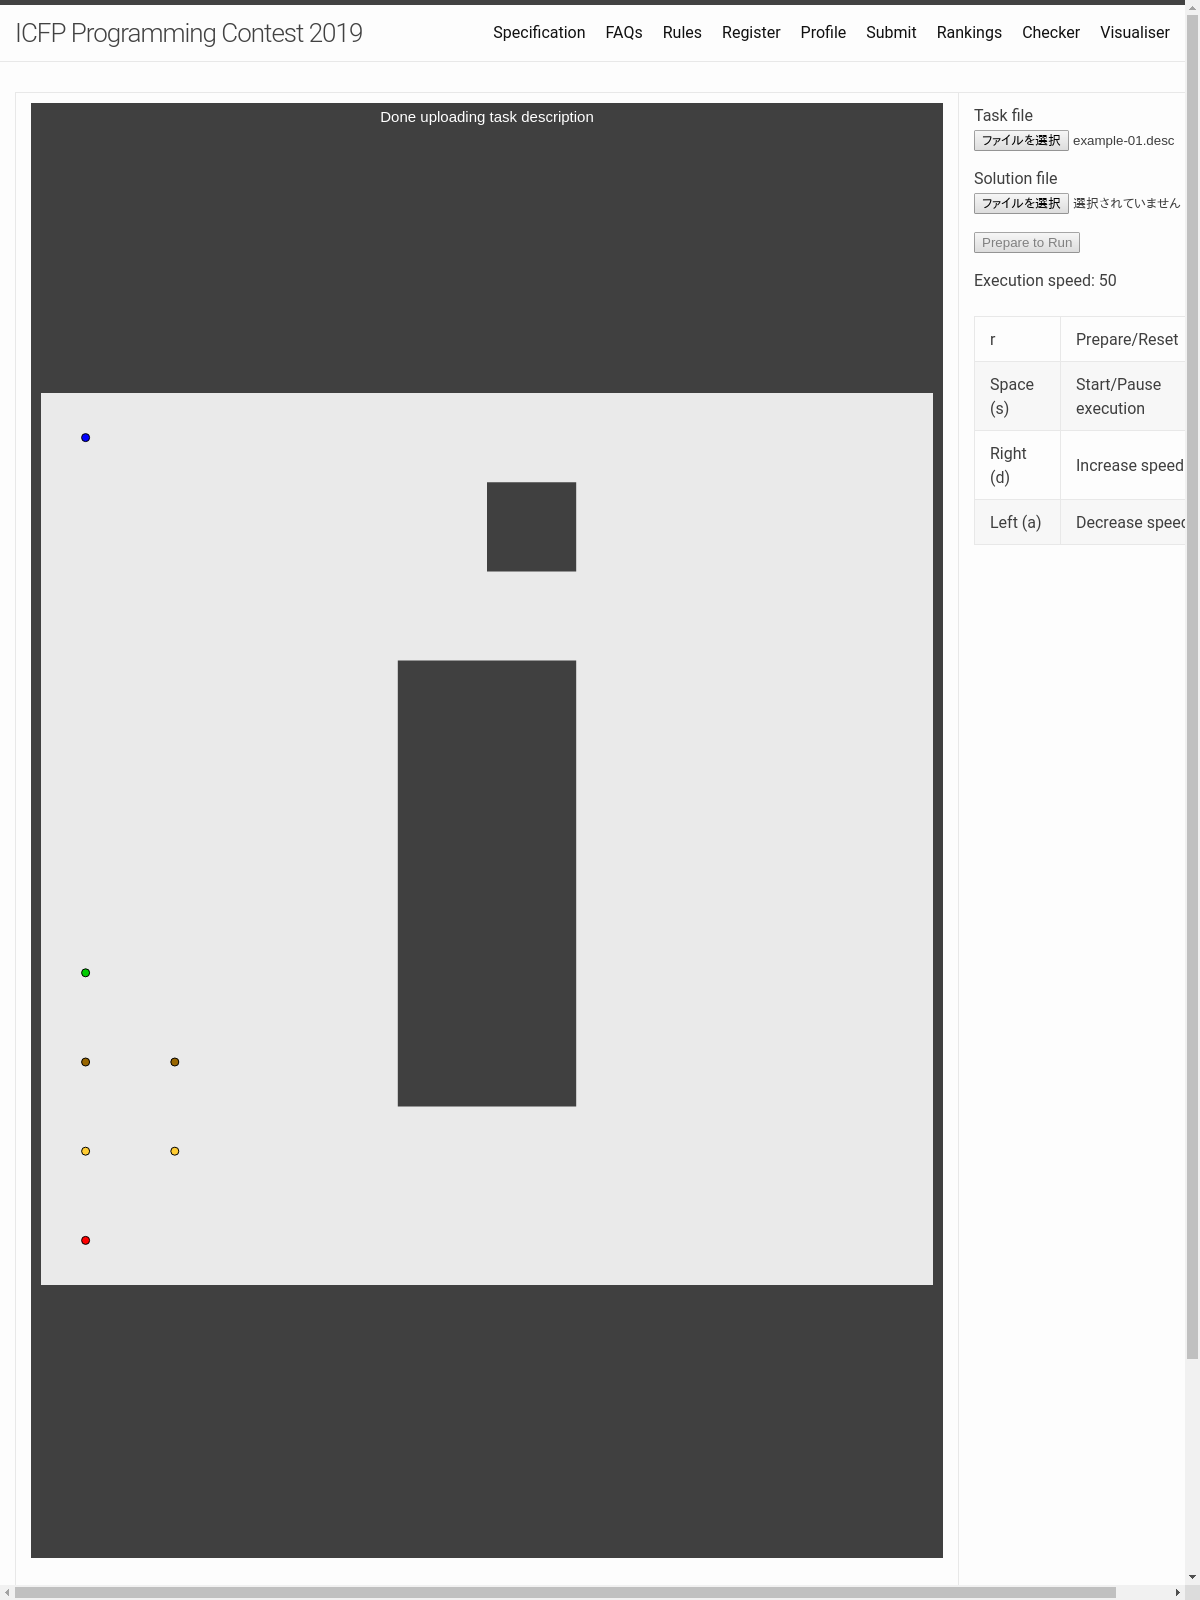 ICFP Programming Contest 2019
Specification FAQs Rules Register Profile Submit Rankings Checker Visualiser
Done uploading task description
Task file
ファイルを選択 example-01.desc
Solution file
ファイルを選択 選択されていません
Prepare to Run
Execution speed: 50
r Prepare/Reset
Space (s) Start/Pause execution
Right (d) Increase speed
Left (a) Decrease speed